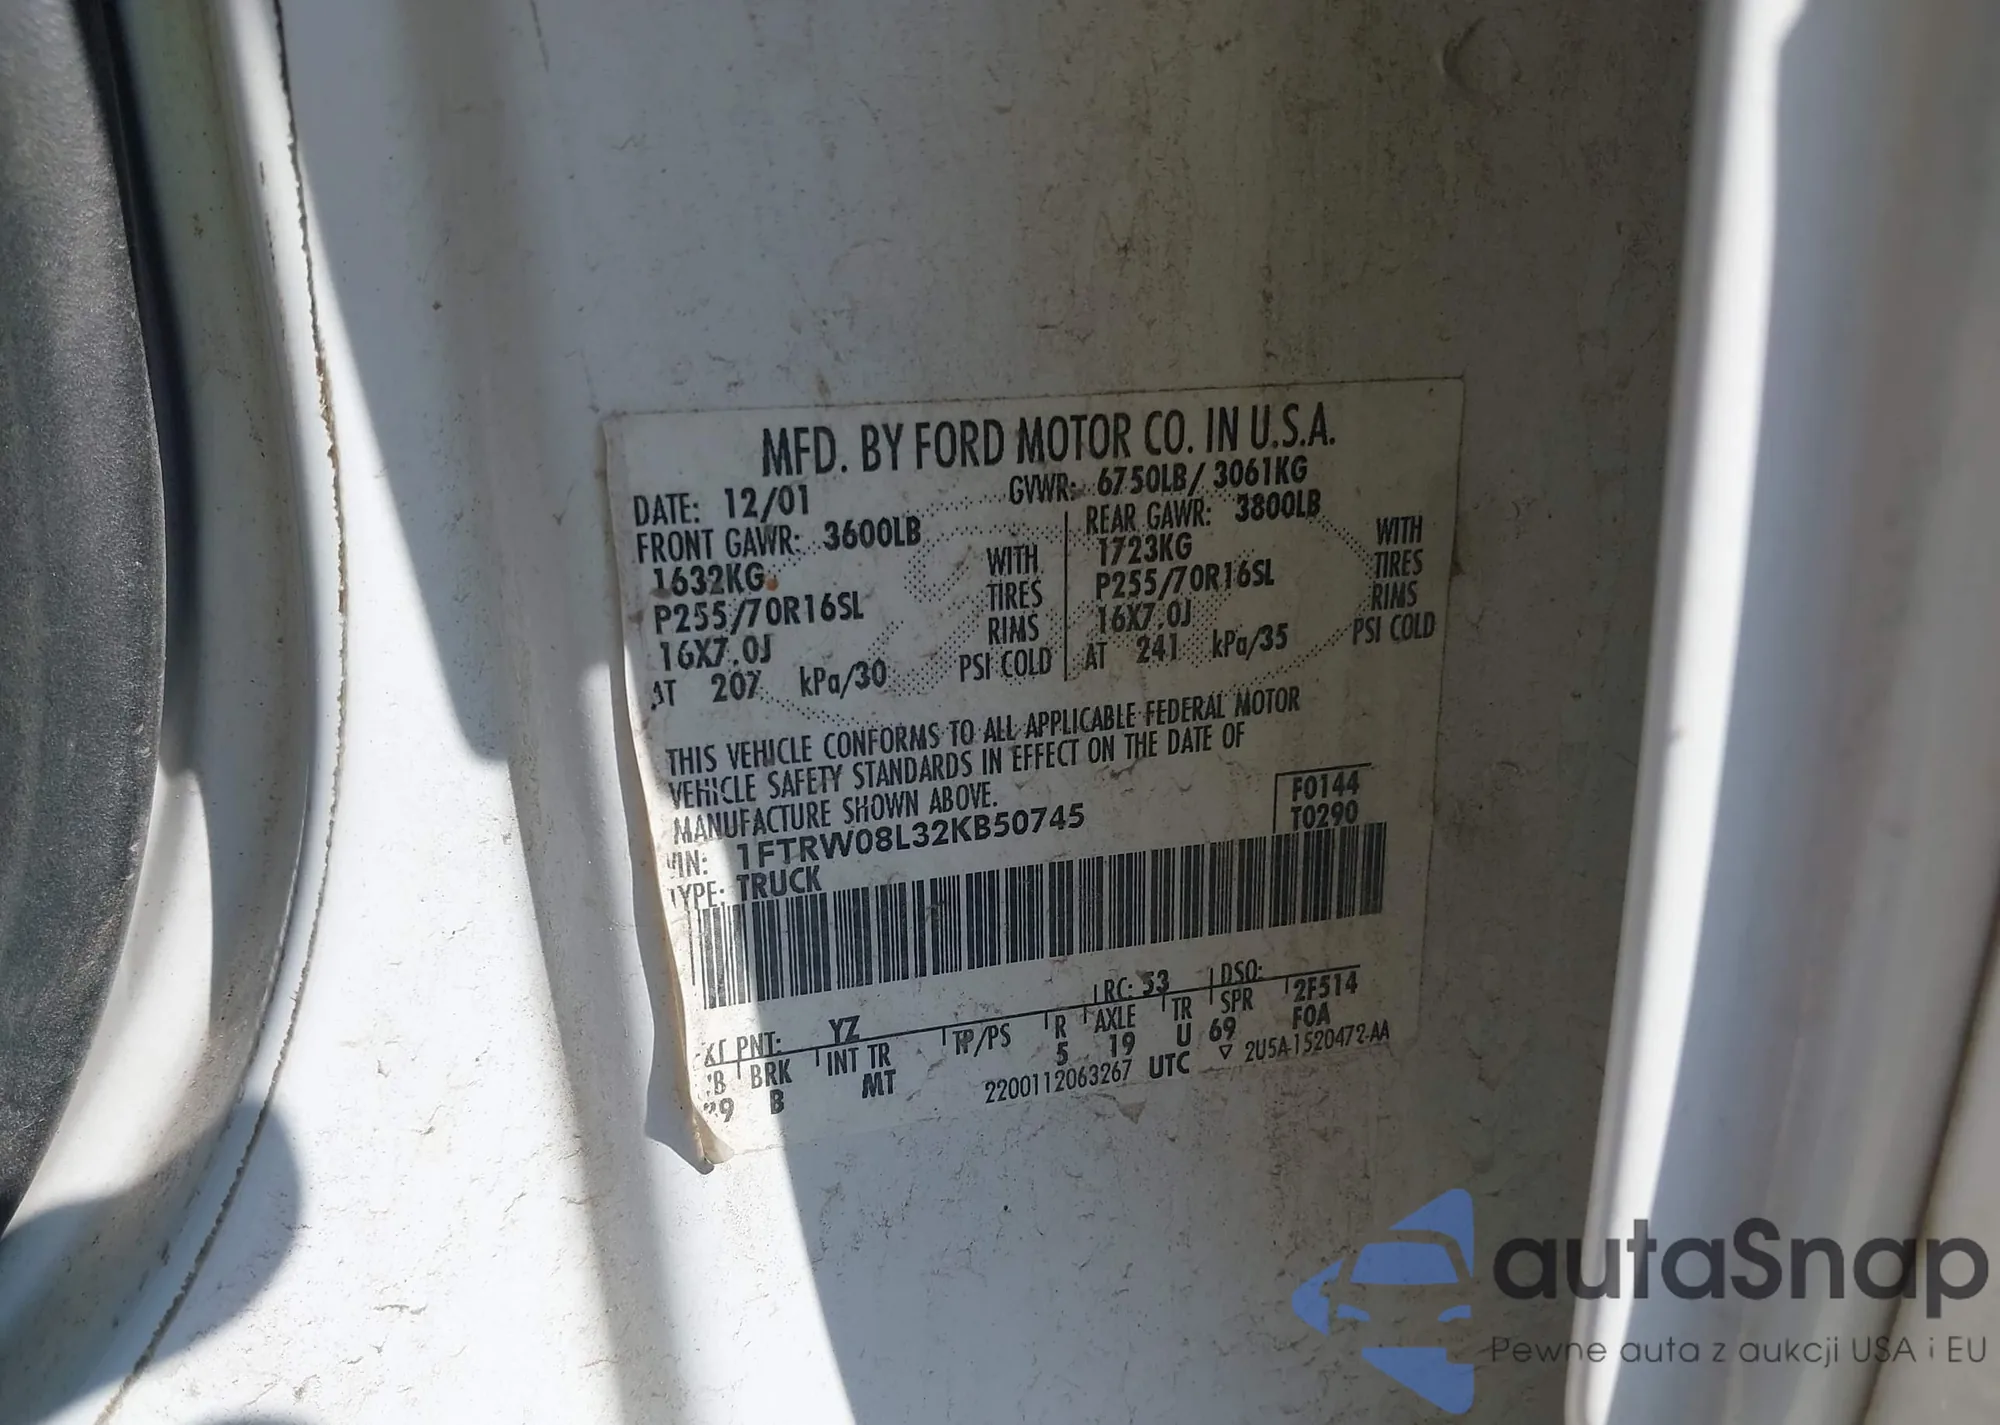 MFD. BY FORD MOTOR CO. IN U.S.A.
DATE: 12/01 GVWR: 6750LB/ 3061KG
FRONT GAWR: 3600LB REAR GAWR: 3800LB
1632KG WITH 1723KG WITH
P255/70R16SL TIRES P255/70R16SL TIRES
16X7.0J RIMS 16X7.0J RIMS
AT 207 kPa/30 PSI COLD AT 241 kPa/35 PSI COLD
THIS VEHICLE CONFORMS TO ALL APPLICABLE FEDERAL MOTOR
VEHICLE SAFETY STANDARDS IN EFFECT ON THE DATE OF
MANUFACTURE SHOWN ABOVE.
VIN: 1FTRW08L32KB50745 F0144
TYPE: TRUCK T0290
PNT: YZ RC: 53 DSO:
BRK INT TR TP/PS R AXLE TR SPR 2F514
B MT 5 19 U 69 FOA
2200112063267 UTC ▽ 2U5A-1520472-AA
autaSnap
Pewne auta z aukcji USA i EU